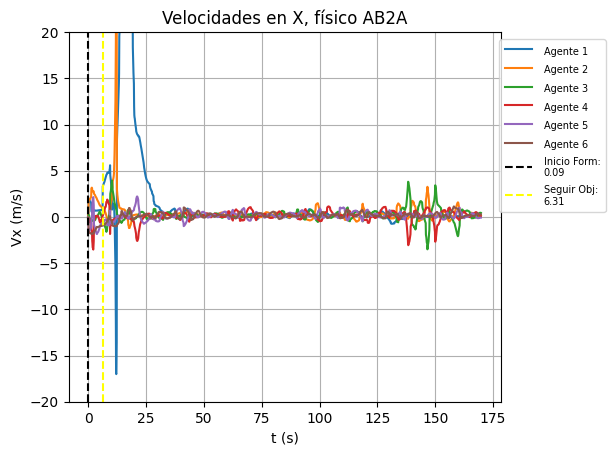 Velocidades en X, físico AB2A
Vx (m/s)
20
15
10
5
0
−5
−10
−15
−20
0
25
50
75
100
125
150
175
t (s)
Agente 1
Agente 2
Agente 3
Agente 4
Agente 5
Agente 6
Inicio Form:
0.09
Seguir Obj:
6.31